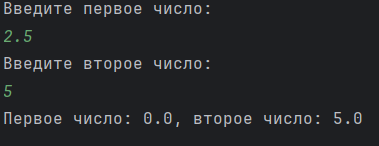 Введите первое число:
2.5
Введите второе число:
5
Первое число: 0.0, второе число: 5.0